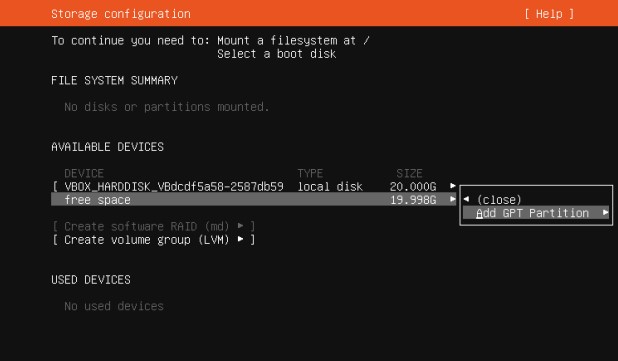 Storage configuration [ Help ]
To continue you need to: Mount a filesystem at /
Select a boot disk
FILE SYSTEM SUMMARY
No disks or partitions mounted.
AVAILABLE DEVICES
DEVICE TYPE SIZE
[ VBOX_HARDDISK_VBdcdf5a58-2587db59 local disk 20.000G ▸
free space 19.998G ▸
◂ (close)
Add GPT Partition ▸
[ Create software RAID (md) ▸ ]
[ Create volume group (LVM) ▸ ]
USED DEVICES
No used devices